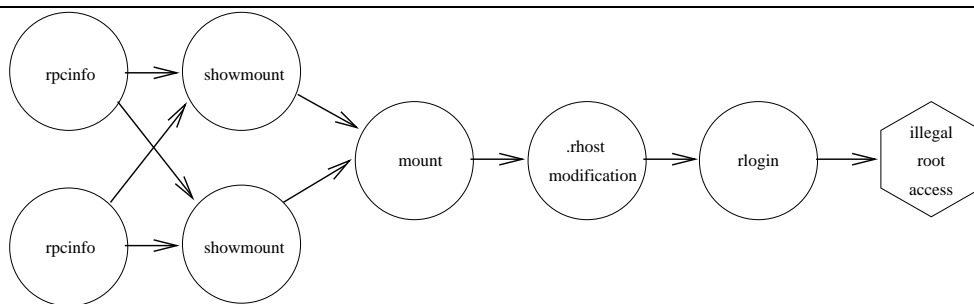 rpcinfo
showmount
rpcinfo
showmount
mount
.rhost
modification
rlogin
illegal
root
access